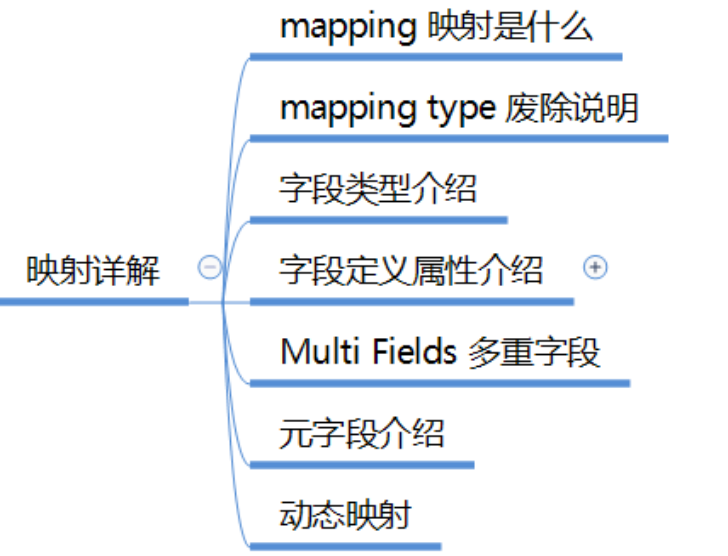 mapping 映射是什么
mapping type 废除说明
字段类型介绍
映射详解
字段定义属性介绍
Multi Fields 多重字段
元字段介绍
动态映射